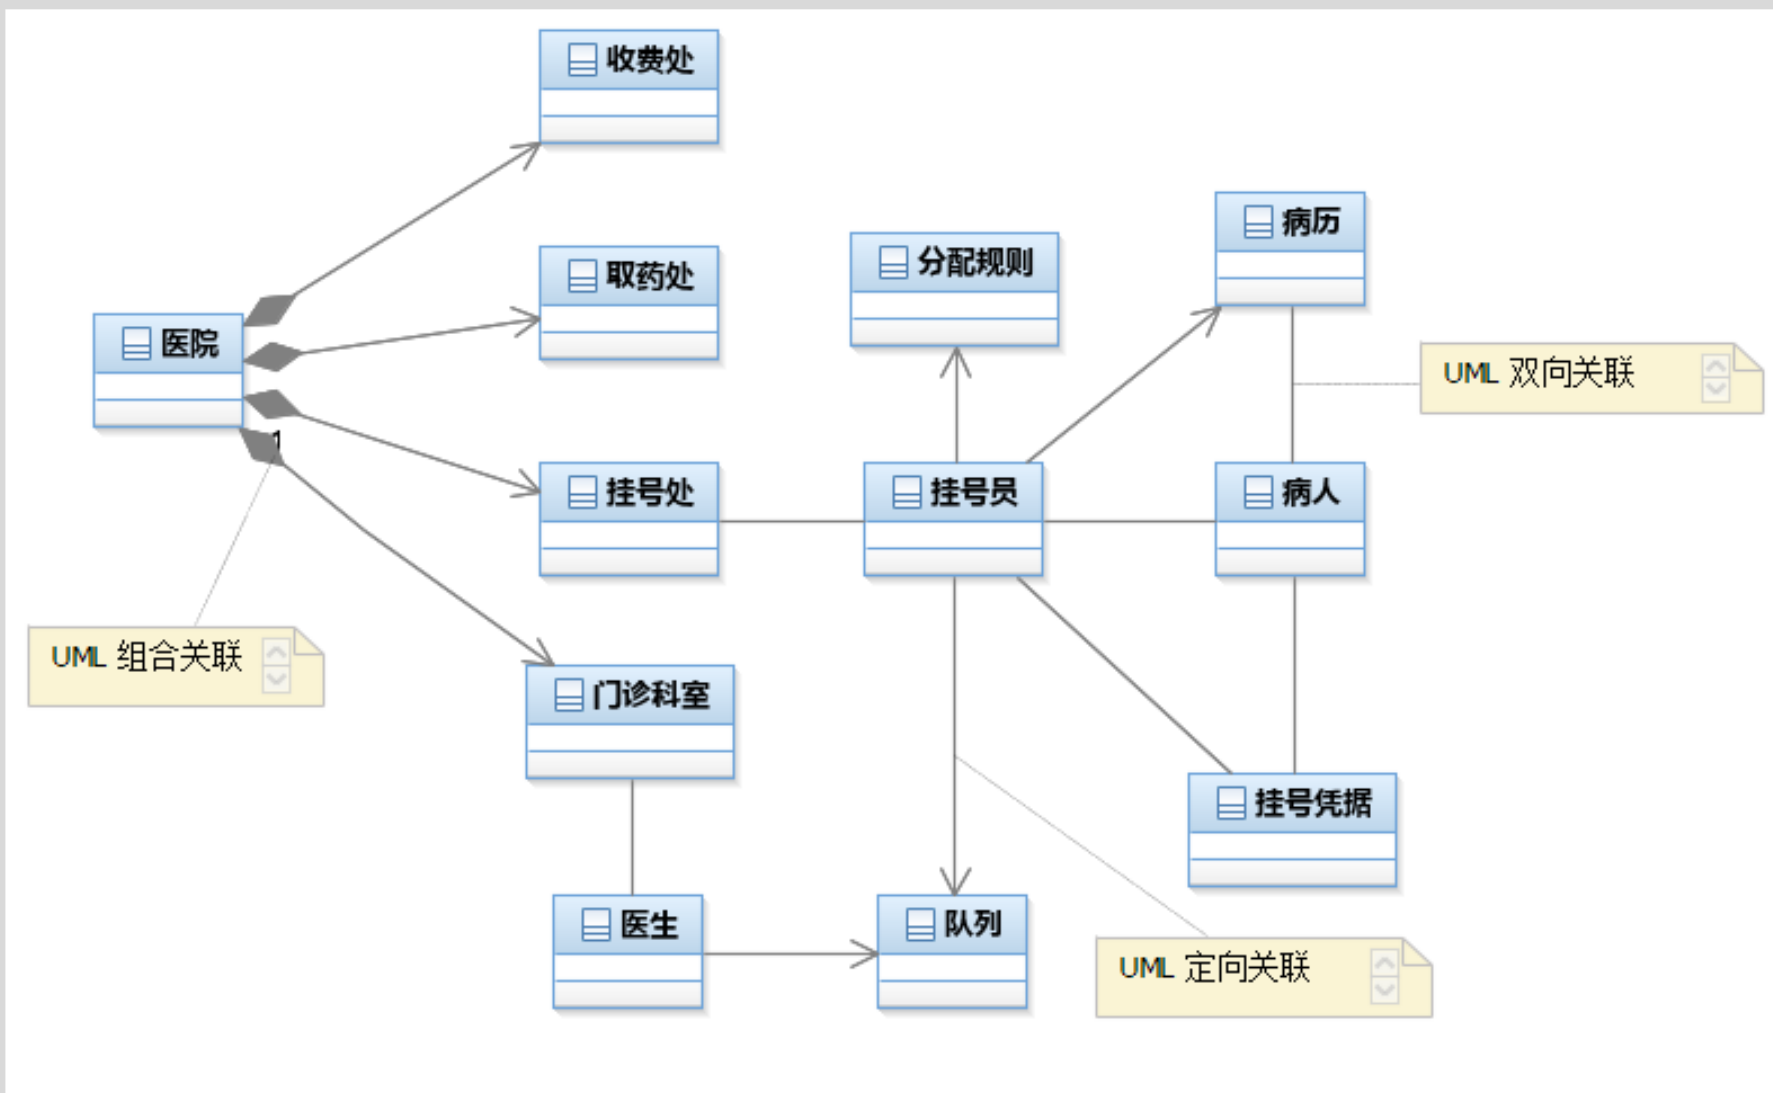 收费处
病历
分配规则
取药处
医院
UML 双向关联
1
挂号处
挂号员
病人
UML 组合关联
门诊科室
挂号凭据
医生
队列
UML 定向关联